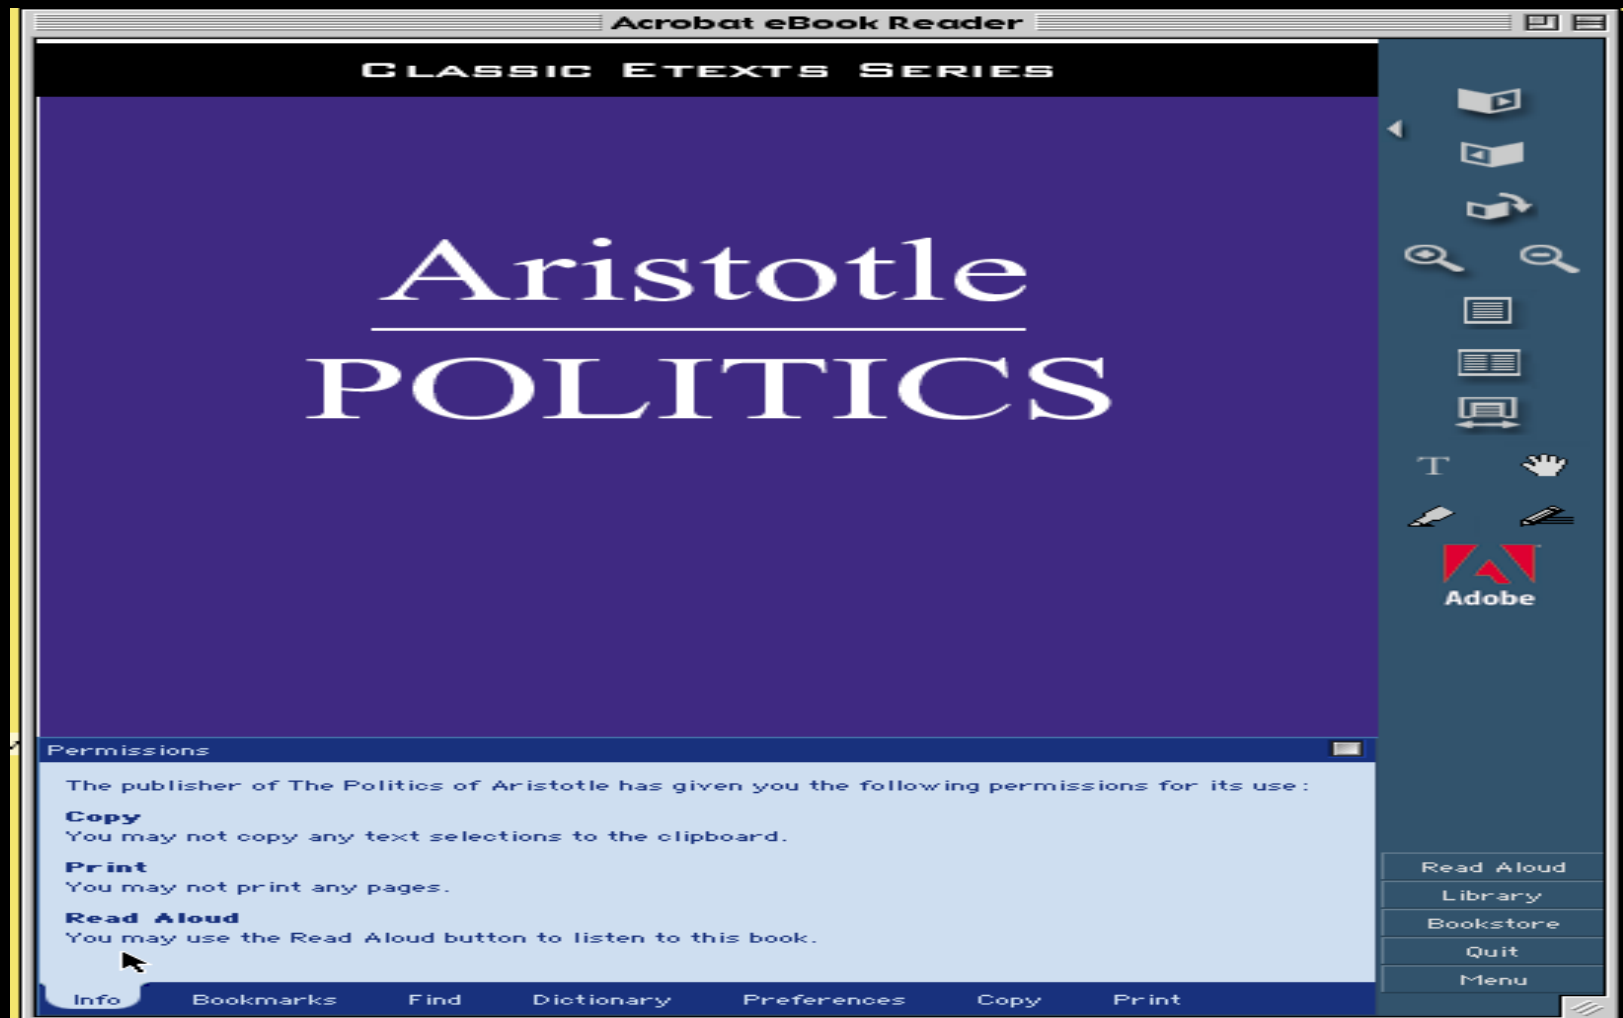 Acrobat eBook Reader
CLASSIC ETEXTS SERIES
Aristotle
POLITICS
T
Adobe
Permissions
The publisher of The Politics of Aristotle has given you the following permissions for its use:
Copy
You may not copy any text selections to the clipboard.
Print
You may not print any pages.
Read Aloud
You may use the Read Aloud button to listen to this book.
Read Aloud
Library
Bookstore
Quit
Menu
Info Bookmarks Find Dictionary Preferences Copy Print